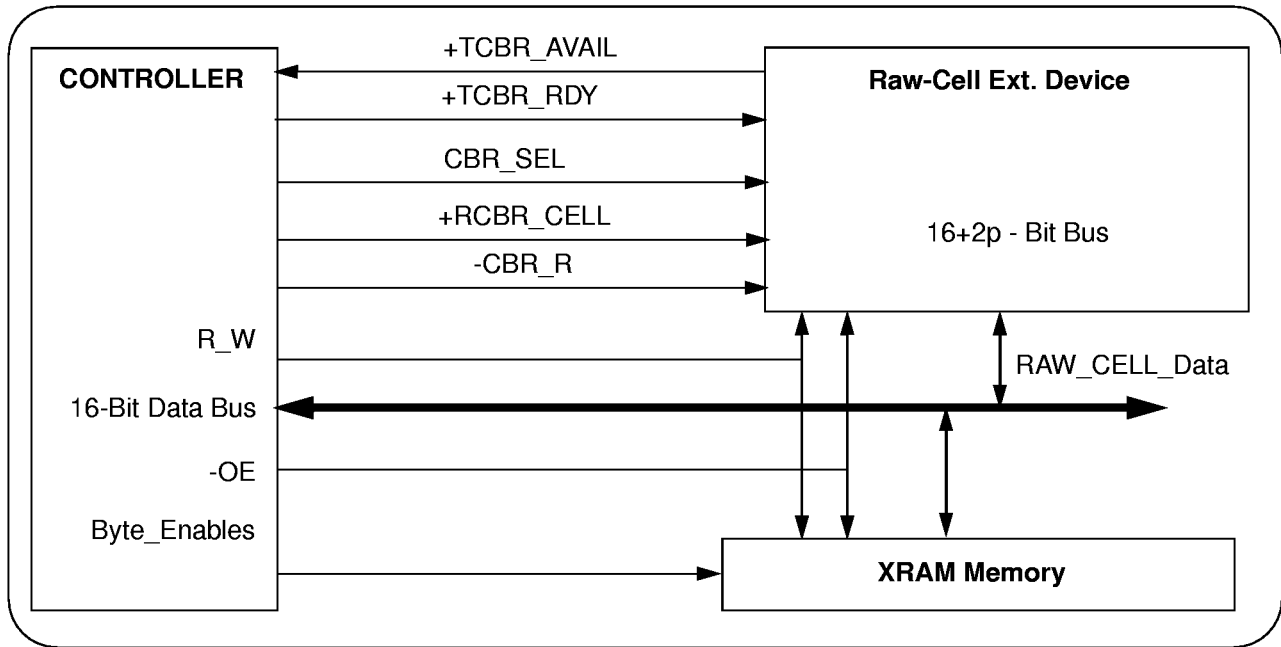 +TCBR_AVAIL
CONTROLLER
Raw-Cell Ext. Device
+TCBR_RDY
CBR_SEL
+RCBR_CELL
16+2p - Bit Bus
-CBR_R
R_W
RAW_CELL_Data
16-Bit Data Bus
-OE
Byte_Enables
XRAM Memory